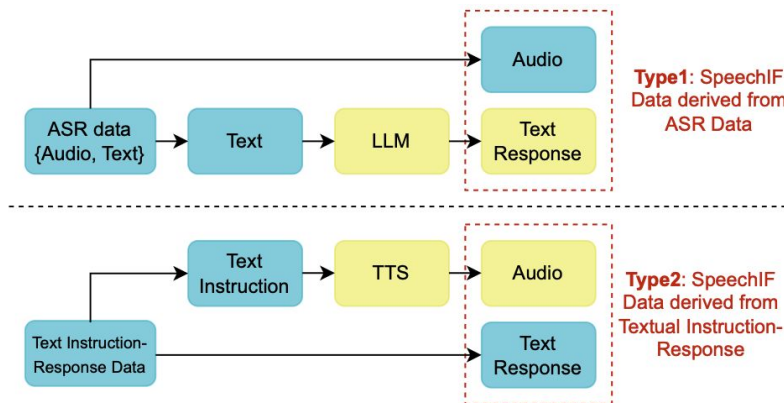 Audio
Type1: SpeechIF
Data derived from
ASR Data
ASR data
{Audio, Text}
Text
LLM
Text
Response
Text
Instruction
TTS
Audio
Type2: SpeechIF
Data derived from
Textual Instruction-
Response
Text Instruction-
Response Data
Text
Response